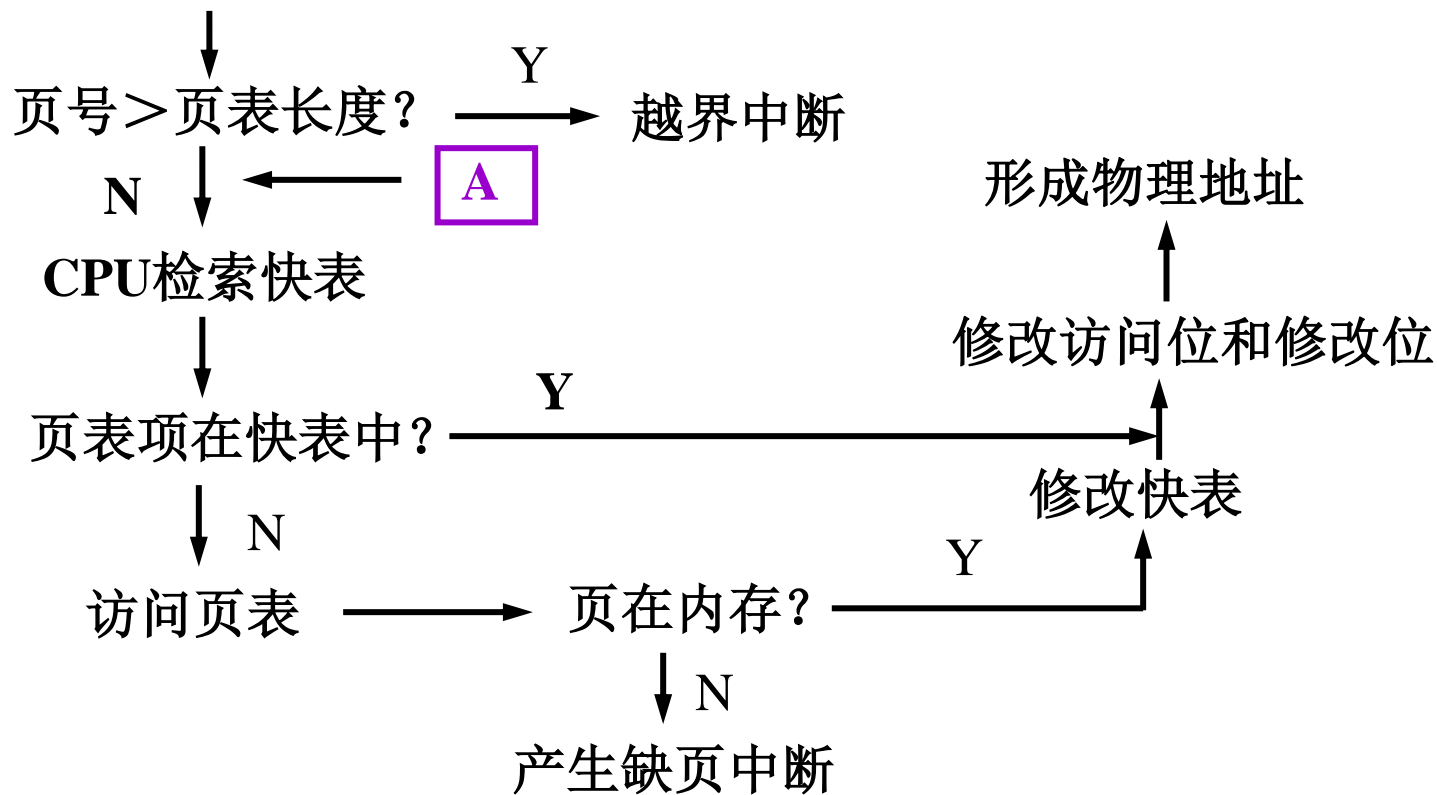 页号＞页表长度？
Y
越界中断
N
A
形成物理地址
CPU检索快表
修改访问位和修改位
页表项在快表中？
Y
修改快表
N
Y
访问页表
页在内存？
N
产生缺页中断